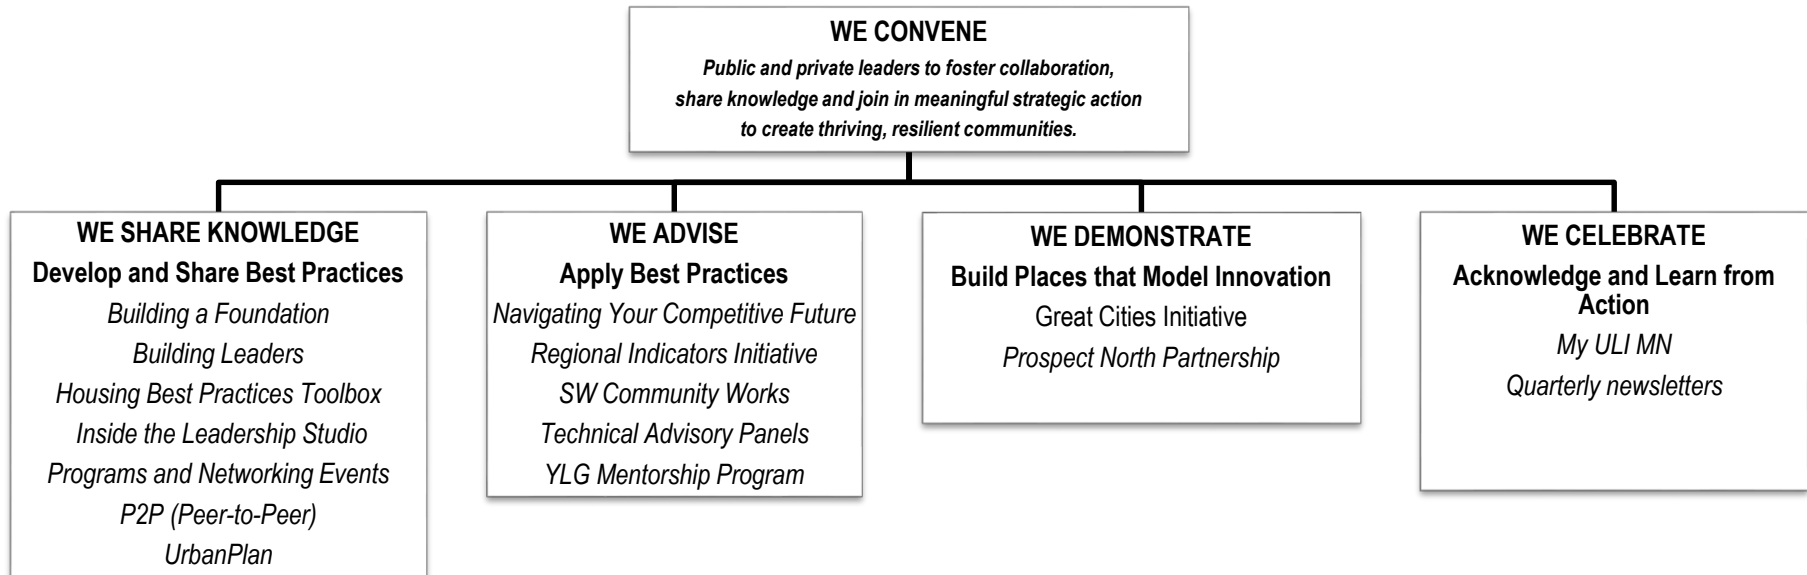 WE CONVENE
Public and private leaders to foster collaboration,
share knowledge and join in meaningful strategic action
to create thriving, resilient communities.
WE SHARE KNOWLEDGE
Develop and Share Best Practices
Building a Foundation
Building Leaders
Housing Best Practices Toolbox
Inside the Leadership Studio
Programs and Networking Events
P2P (Peer-to-Peer)
UrbanPlan
WE ADVISE
Apply Best Practices
Navigating Your Competitive Future
Regional Indicators Initiative
SW Community Works
Technical Advisory Panels
YLG Mentorship Program
WE DEMONSTRATE
Build Places that Model Innovation
Great Cities Initiative
Prospect North Partnership
WE CELEBRATE
Acknowledge and Learn from
Action
My ULI MN
Quarterly newsletters